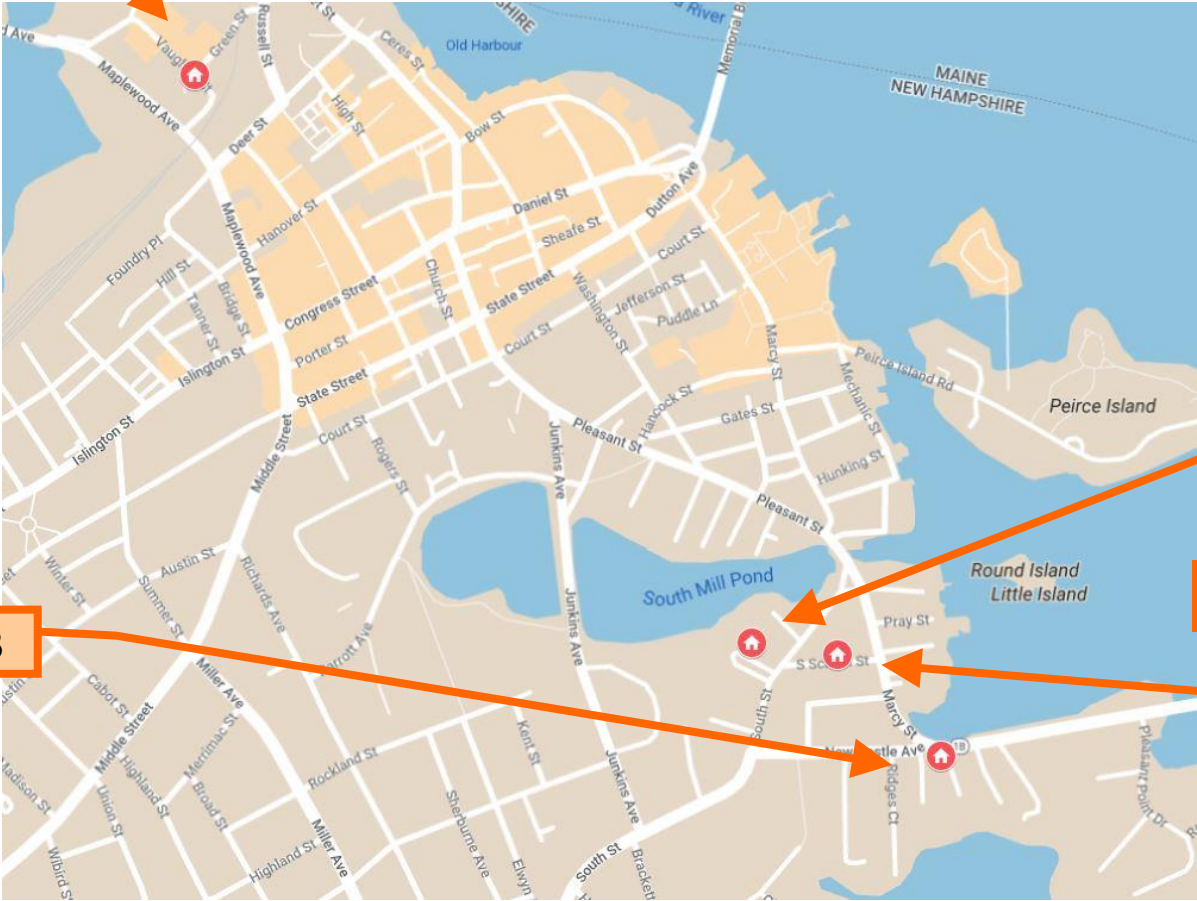 Ave
Green St
Russell St
Ceres St
SHIRE
River
Old Harbour
MAINE
NEW HAMPSHIRE
Maplewood Ave
High St
Bow St
Deer St
Daniel St
Dutton Ave
Maplewood Ave
Hanover St
Sheafe St
Court St
Foundry Pl
Hill St
Bridge St
Tanner St
Congress Street
Church St
State Street
Washington St
Jefferson St
Puddle Ln
Porter St
Court St
Islington St
State Street
Marcy St
Mechanic St
Peirce Island Rd
Peirce Island
Hancock St
Gates St
Islington St
Middle Street
Court St
Rogers St
Junkins Ave
Pleasant St
Hunking St
Pleasant St
Winter St
Austin St
Summer St
Richards Ave
South Mill Pond
Round Island
Little Island
Junkins Ave
Pray St
Miller Ave
Cabot St
Middle Street
Merrimac St
South St
Marcy St
1B
Highland St
Broad St
Rockland St
Kent St
Junkins Ave
Ridges Ct
Pleasant Point Dr
Madison St
Union St
Sherburne Ave
Miller Ave
Highland St
Elwyn
South St
Brackett
Wibird St